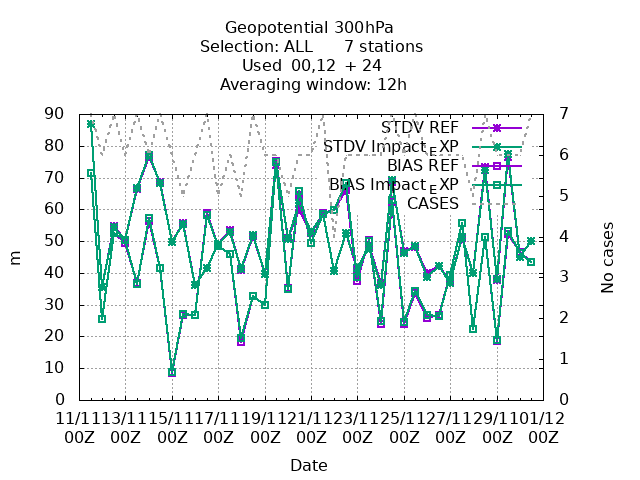 Geopotential 300hPa
Selection: ALL 7 stations
Used 00,12 + 24
Averaging window: 12h
90
80
70
60
50
40
30
20
10
0
7
6
5
4
3
2
1
0
STDV REF
STDV Impact_EXP
BIAS REF
BIAS Impact_EXP
CASES
m
No cases
11/11 13/11 15/11 17/11 19/11 21/11 23/11 25/11 27/11 29/11 01/12
00Z 00Z 00Z 00Z 00Z 00Z 00Z 00Z 00Z 00Z 00Z
Date